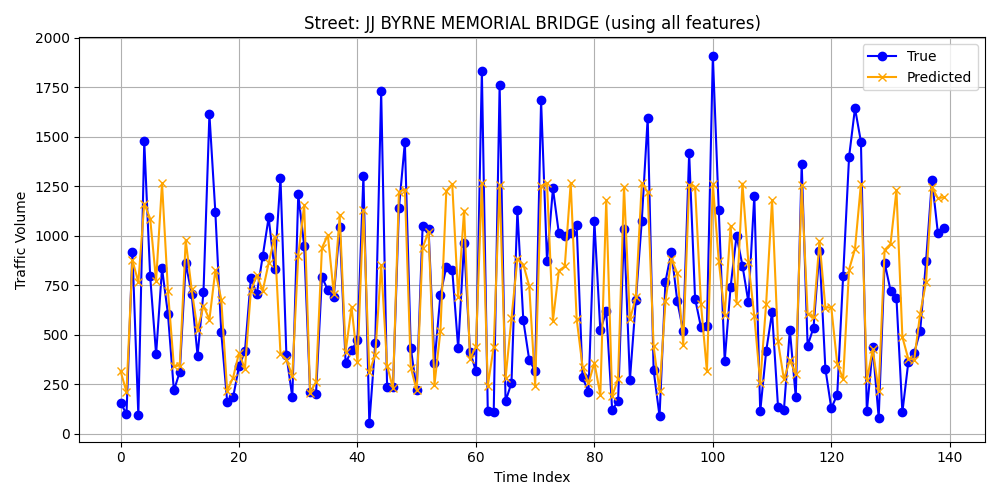 Street: JJ BYRNE MEMORIAL BRIDGE (using all features)
True
Predicted
Traffic Volume
2000
1750
1500
1250
1000
750
500
250
0
0 20 40 60 80 100 120 140
Time Index